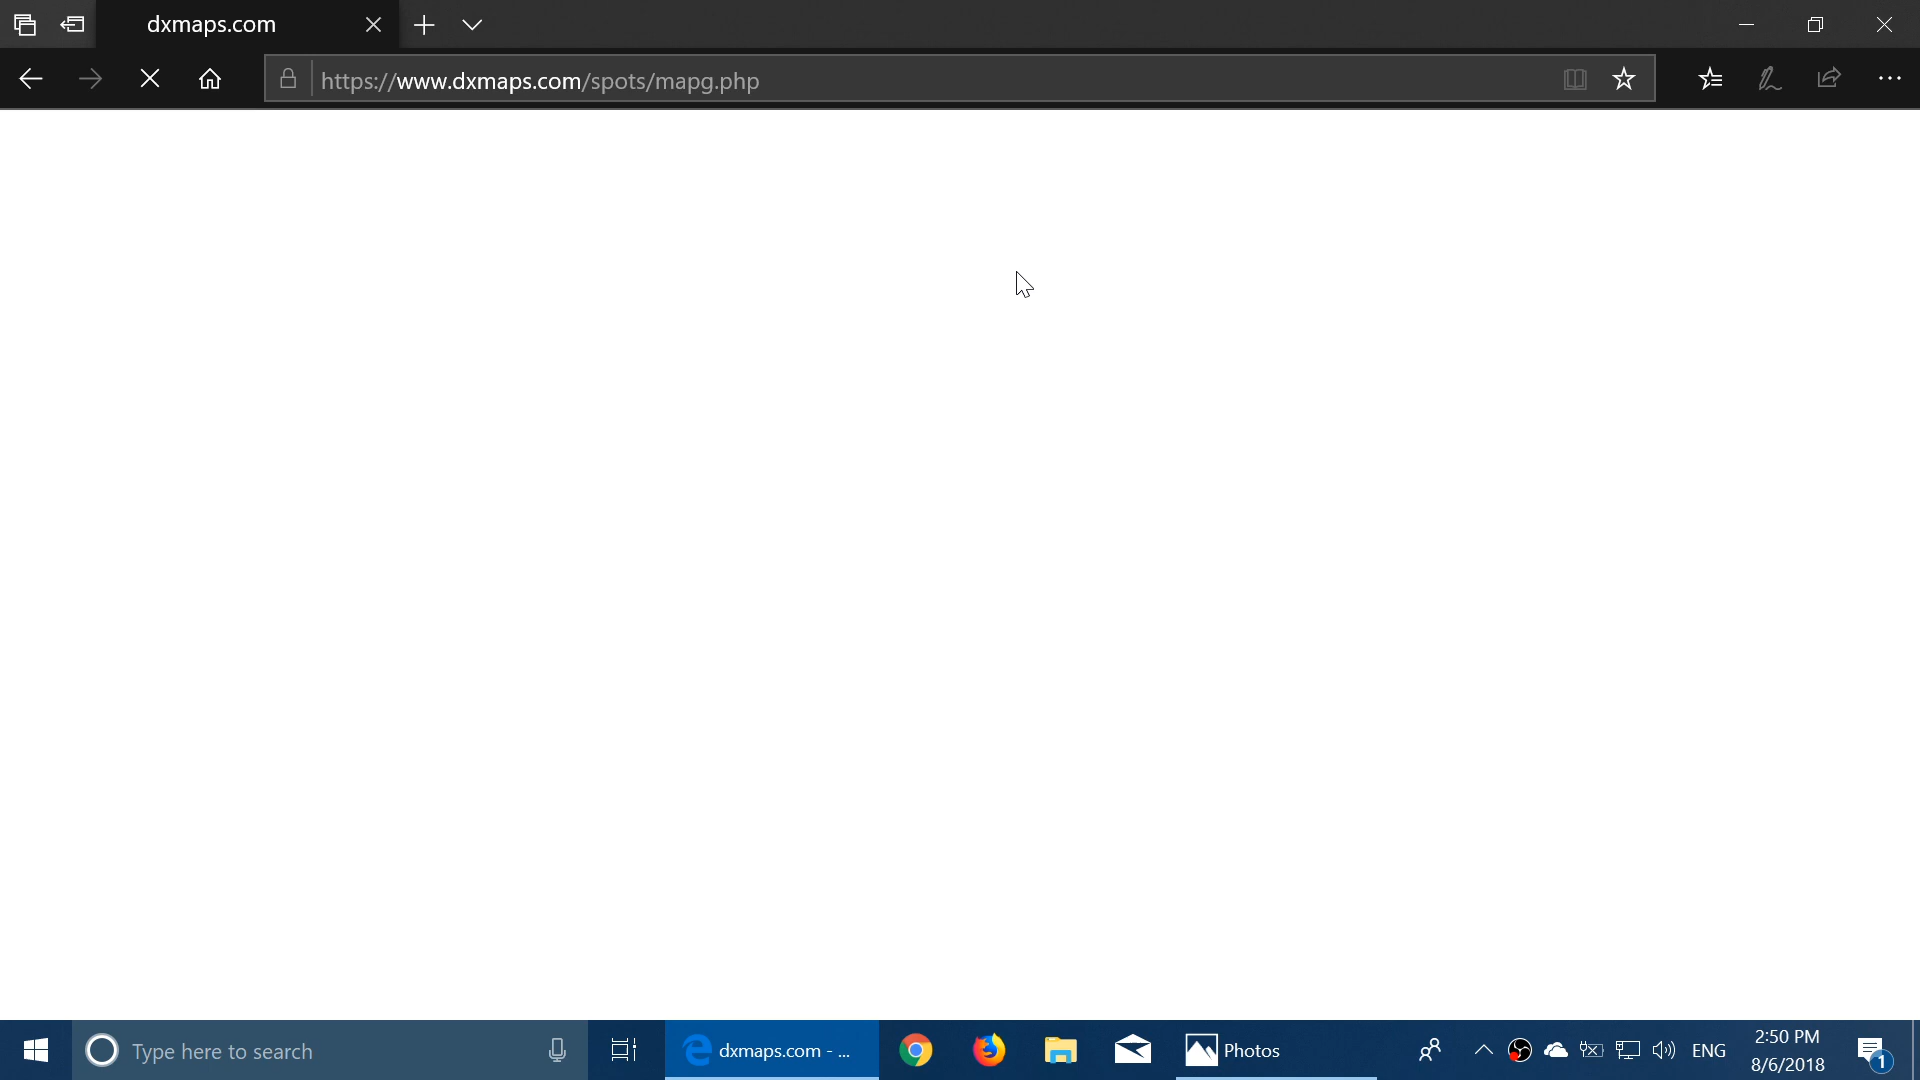 dxmaps.com
https://www.dxmaps.com/spots/mapg.php
Type here to search
dxmaps.com - ...
Photos
ENG
2:50 PM
8/6/2018
1